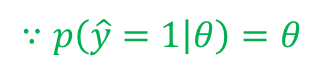 ∵ p(ŷ = 1|θ) = θ